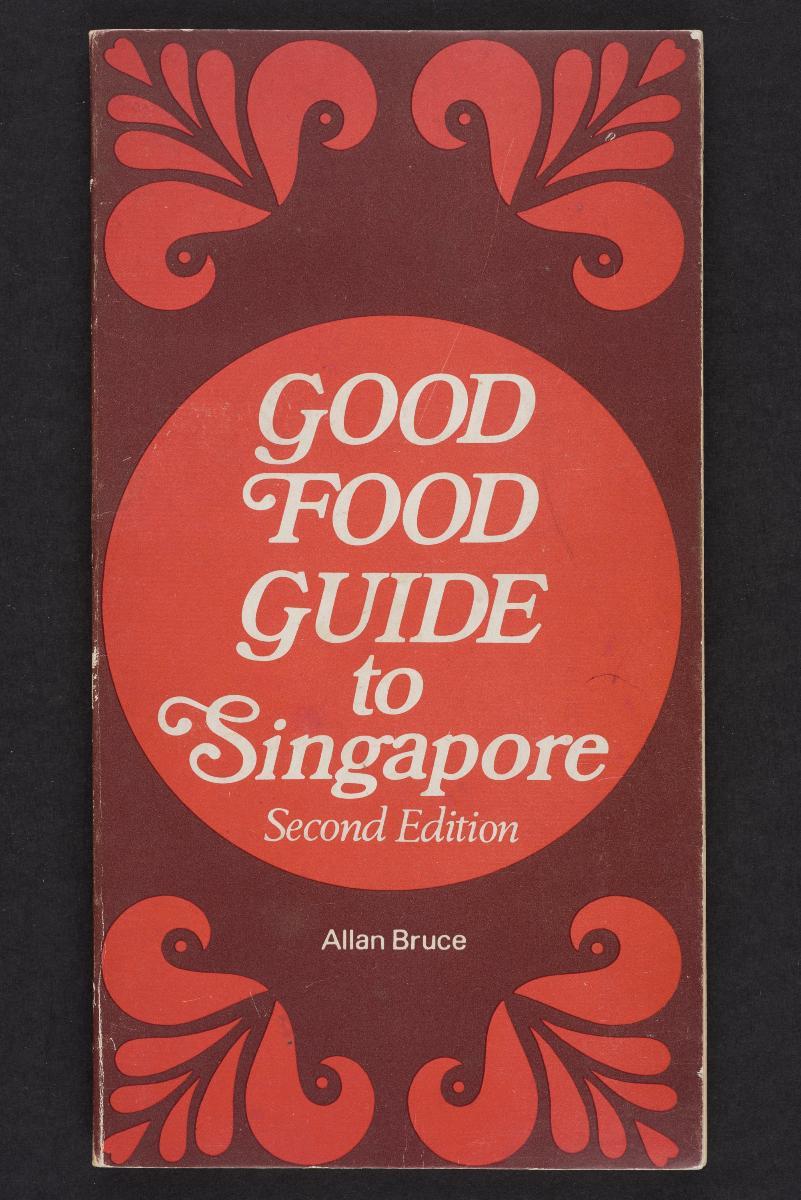 GOOD
FOOD
GUIDE
to
Singapore
Second Edition
Allan Bruce